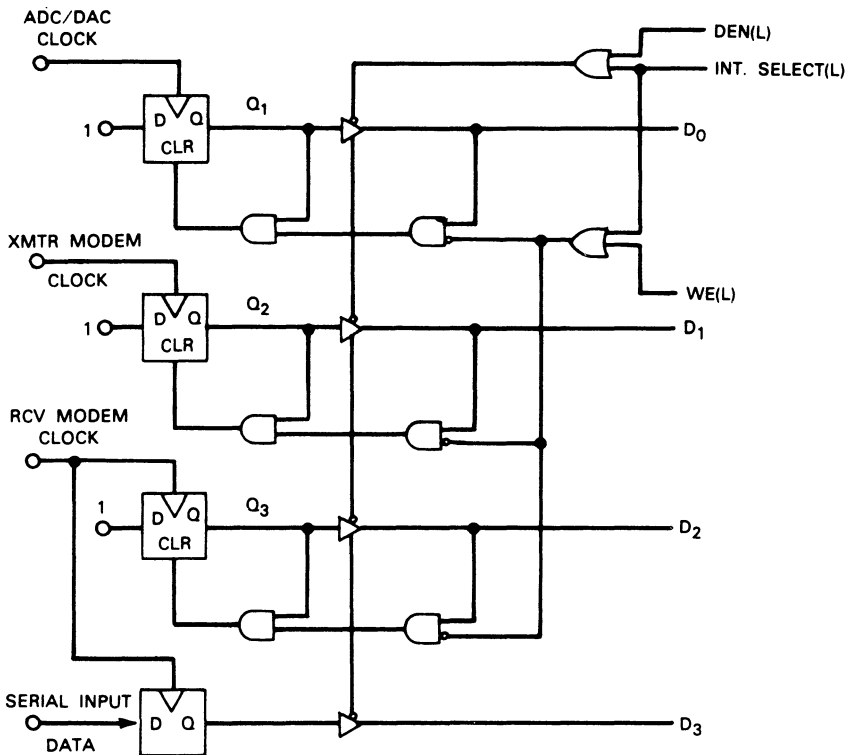 ADC/DAC
CLOCK
DEN(L)
INT. SELECT(L)
D Q
CLR
1
Q1
D0
XMTR MODEM
CLOCK
WE(L)
D Q
CLR
1
Q2
D1
RCV MODEM
CLOCK
D Q
CLR
1
Q3
D2
SERIAL INPUT
DATA
D Q
D3